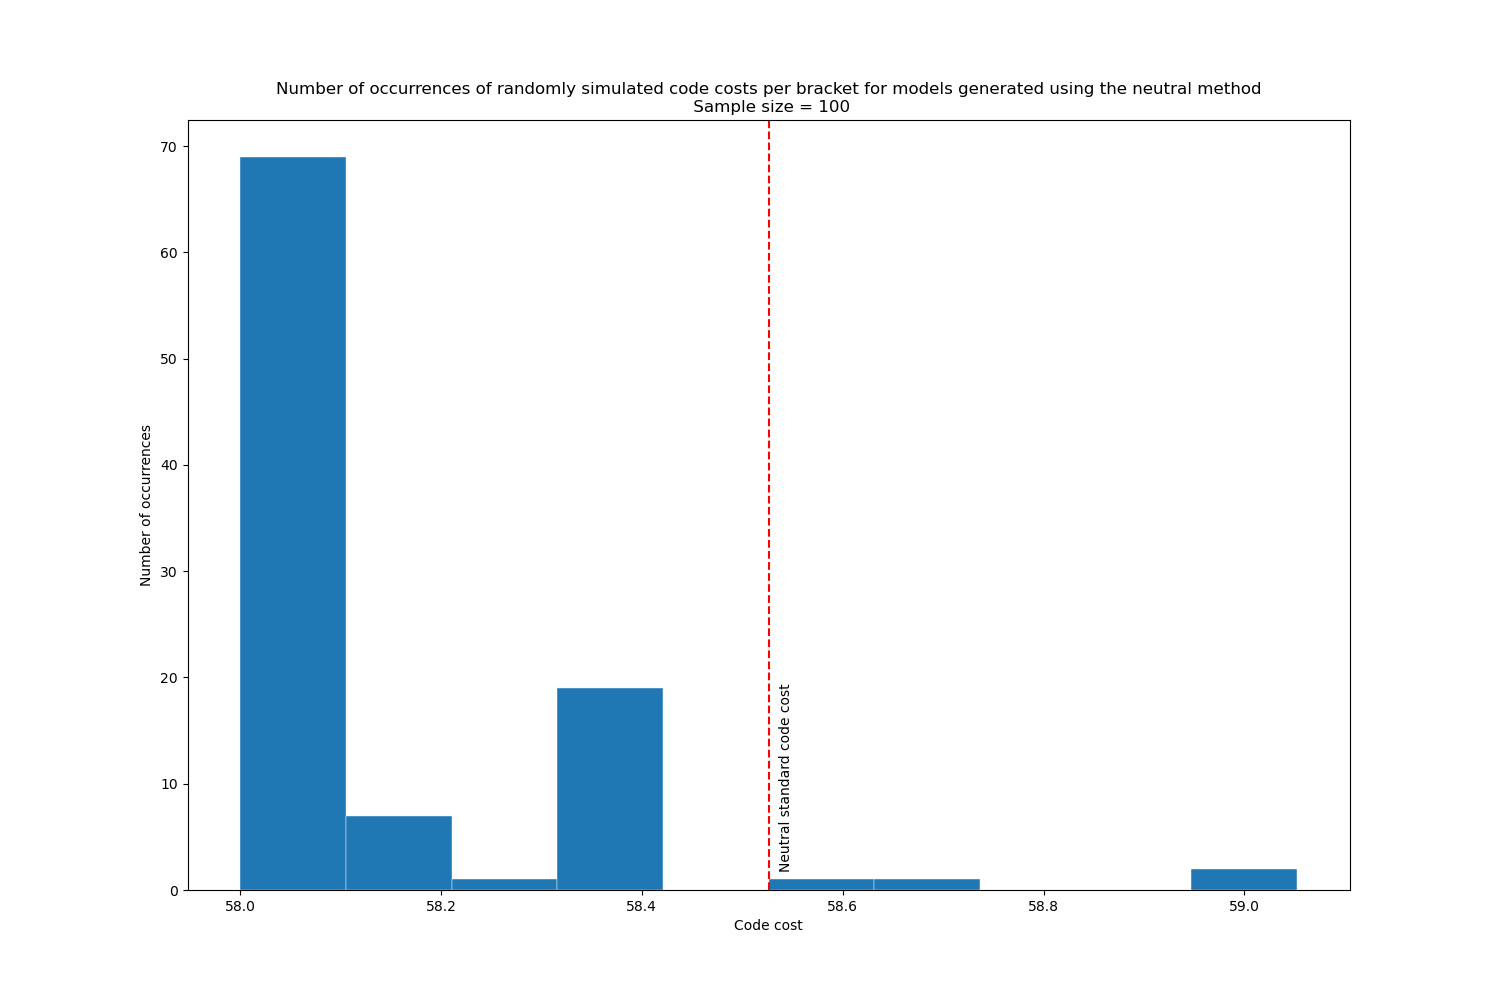 Number of occurrences of randomly simulated code costs per bracket for models generated using the neutral method
Sample size = 100
70
60
50
40
30
20
10
0
Number of occurrences
Neutral standard code cost
58.0 58.2 58.4 58.6 58.8 59.0
Code cost